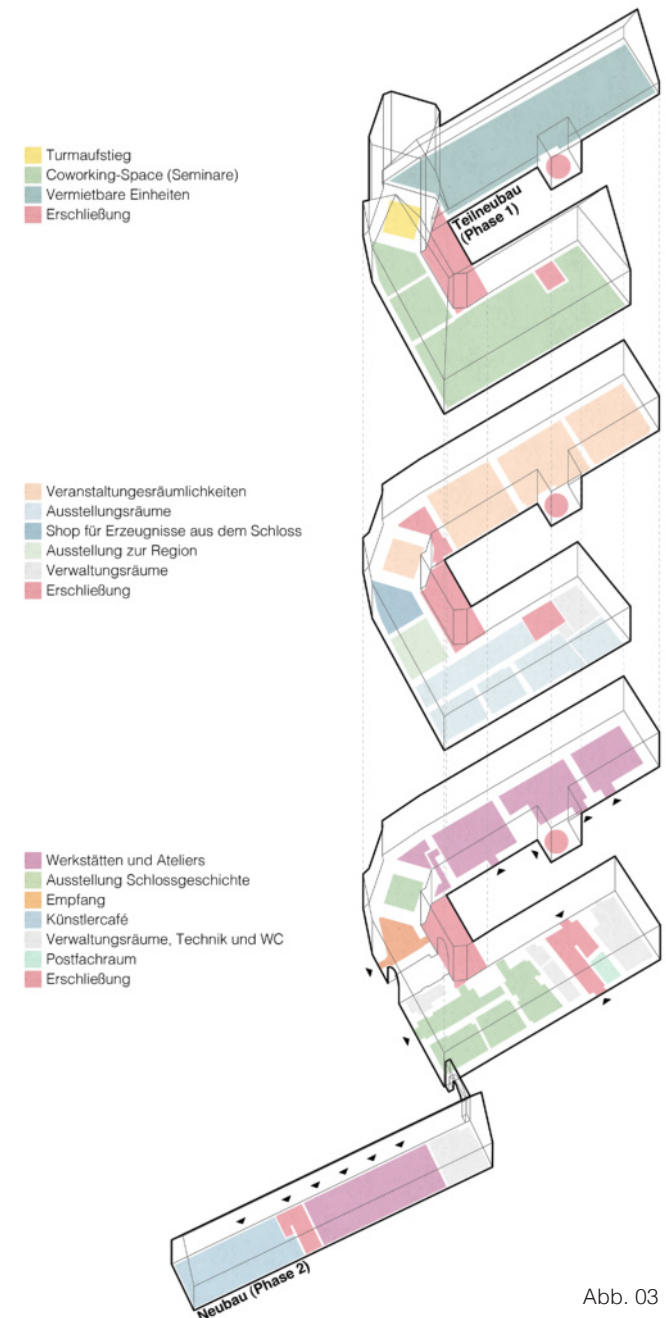 Turmaufstieg
Coworking-Space (Seminare)
Vermietbare Einheiten
Erschließung
Teilneubau
(Phase 1)
Veranstaltungesräumlichkeiten
Ausstellungsräume
Shop für Erzeugnisse aus dem Schloss
Ausstellung zur Region
Verwaltungsräume
Erschließung
Werkstätten und Ateliers
Ausstellung Schlossgeschichte
Empfang
Künstlercafé
Verwaltungsräume, Technik und WC
Postfachraum
Erschließung
Neubau (Phase 2)
Abb. 03